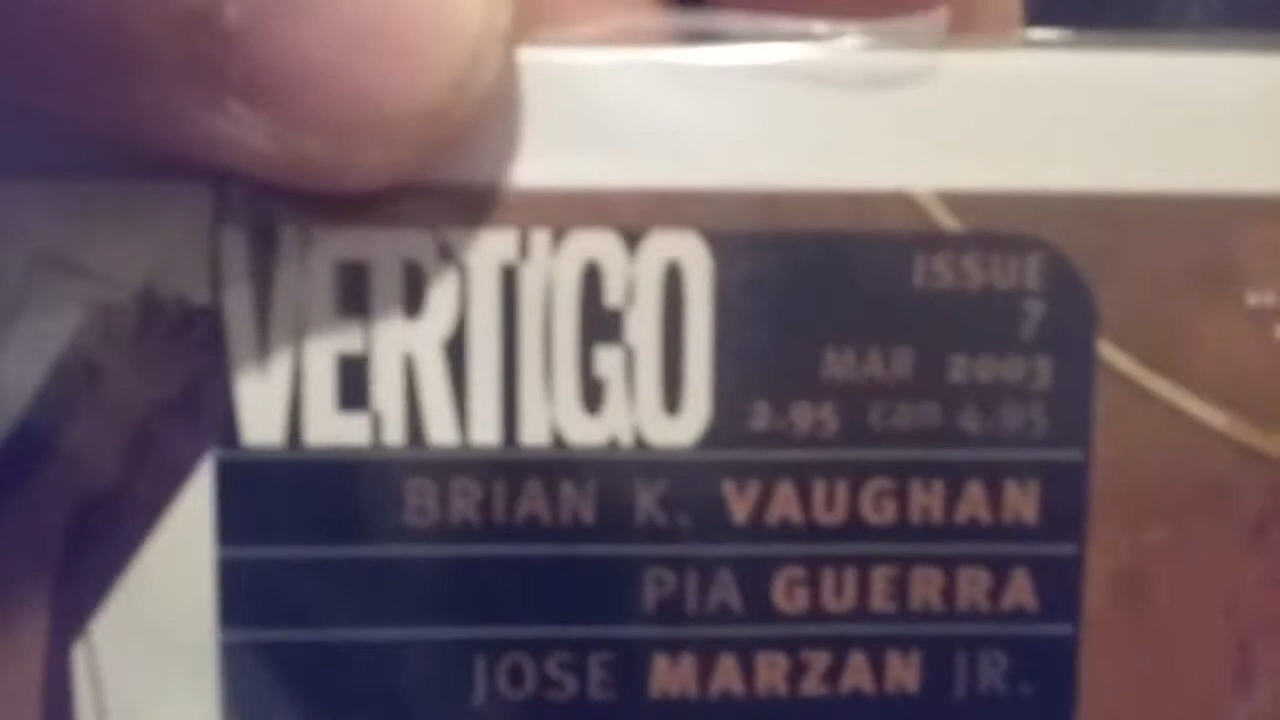 VERTIGO
ISSUE
7
MAR 2003
2.95 can 4.95
BRIAN K. VAUGHAN
PIA GUERRA
JOSE MARZAN JR.